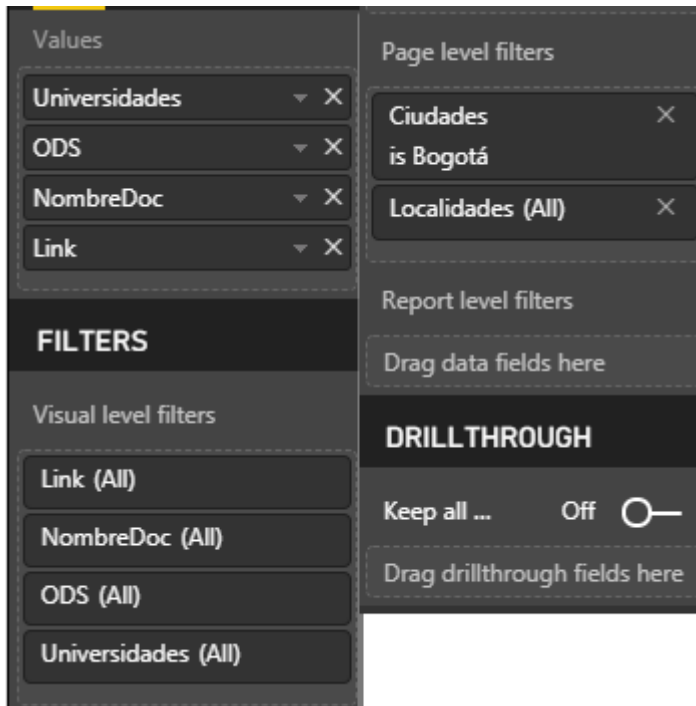 Values
Universidades
ODS
NombreDoc
Link
FILTERS
Visual level filters
Link (All)
NombreDoc (All)
ODS (All)
Universidades (All)
Page level filters
Ciudades
is Bogotá
Localidades (All)
Report level filters
Drag data fields here
DRILLTHROUGH
Keep all ... Off
Drag drillthrough fields here